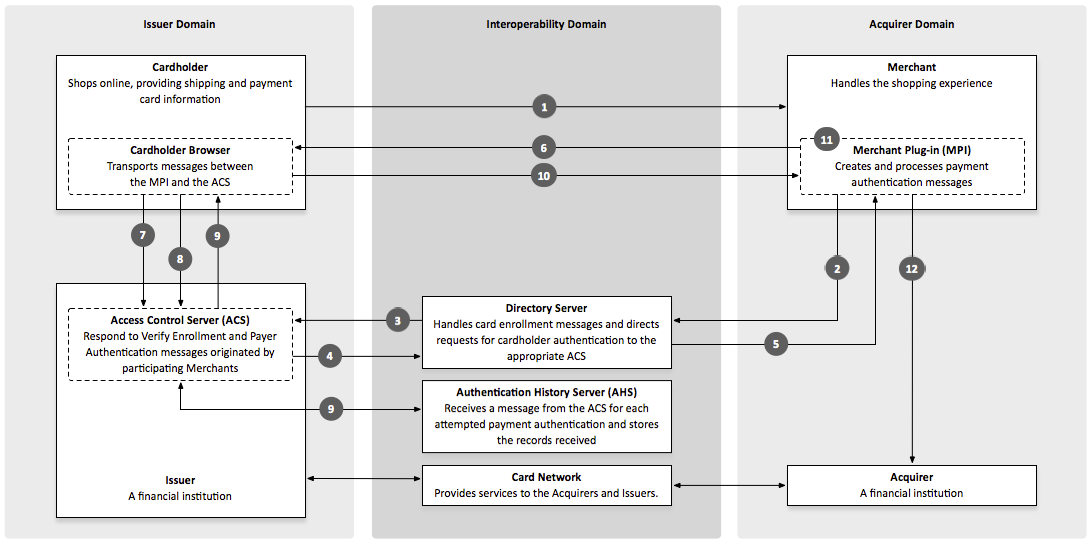 Issuer Domain
Interoperability Domain
Acquirer Domain
Cardholder
Shops online, providing shipping and payment
card information
Merchant
Handles the shopping experience
1
11
6
Cardholder Browser
Transports messages between
the MPI and the ACS
Merchant Plug-in (MPI)
Creates and processes payment
authentication messages
10
7
8
9
2
12
Access Control Server (ACS)
Respond to Verify Enrollment and Payer
Authentication messages originated by
participating Merchants
3
4
Directory Server
Handles card enrollment messages and directs
requests for cardholder authentication to the
appropriate ACS
5
9
Authentication History Server (AHS)
Receives a message from the ACS for each
attempted payment authentication and stores
the records received
Issuer
A financial institution
Card Network
Provides services to the Acquirers and Issuers.
Acquirer
A financial institution